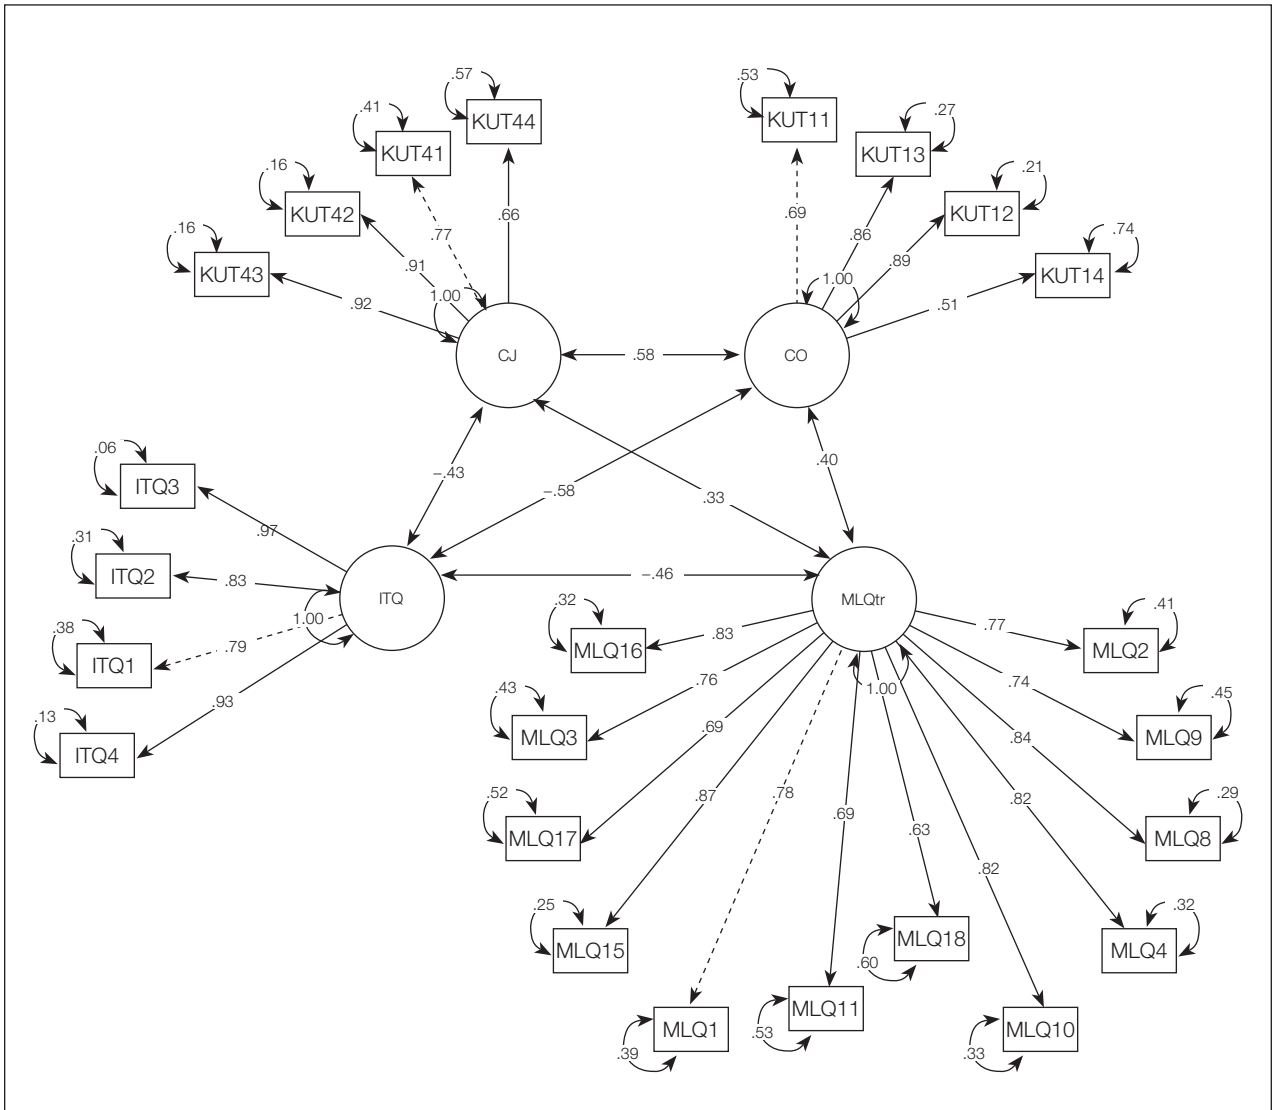 .57
KUT44
.53
KUT11
.41
KUT41
.27
KUT13
.16
KUT42
.21
KUT12
.16
KUT43
.74
KUT14
.66
.69
.77
.86
.91
.89
.92
1.00
1.00
.51
CJ
.58
CO
.06
ITQ3
–.43
.40
–.58
.33
.97
.31
ITQ2
.83
–.46
ITQ
MLQtr
1.00
.38
ITQ1
.79
.32
MLQ16
.83
.77
.41
MLQ2
.93
.13
ITQ4
.43
MLQ3
.76
1.00
.74
.45
MLQ9
.69
.84
.52
MLQ17
.87
.78
.69
.63
.82
.29
MLQ8
.82
.25
MLQ15
MLQ18
.60
.32
MLQ4
MLQ1
.39
MLQ11
.53
MLQ10
.33